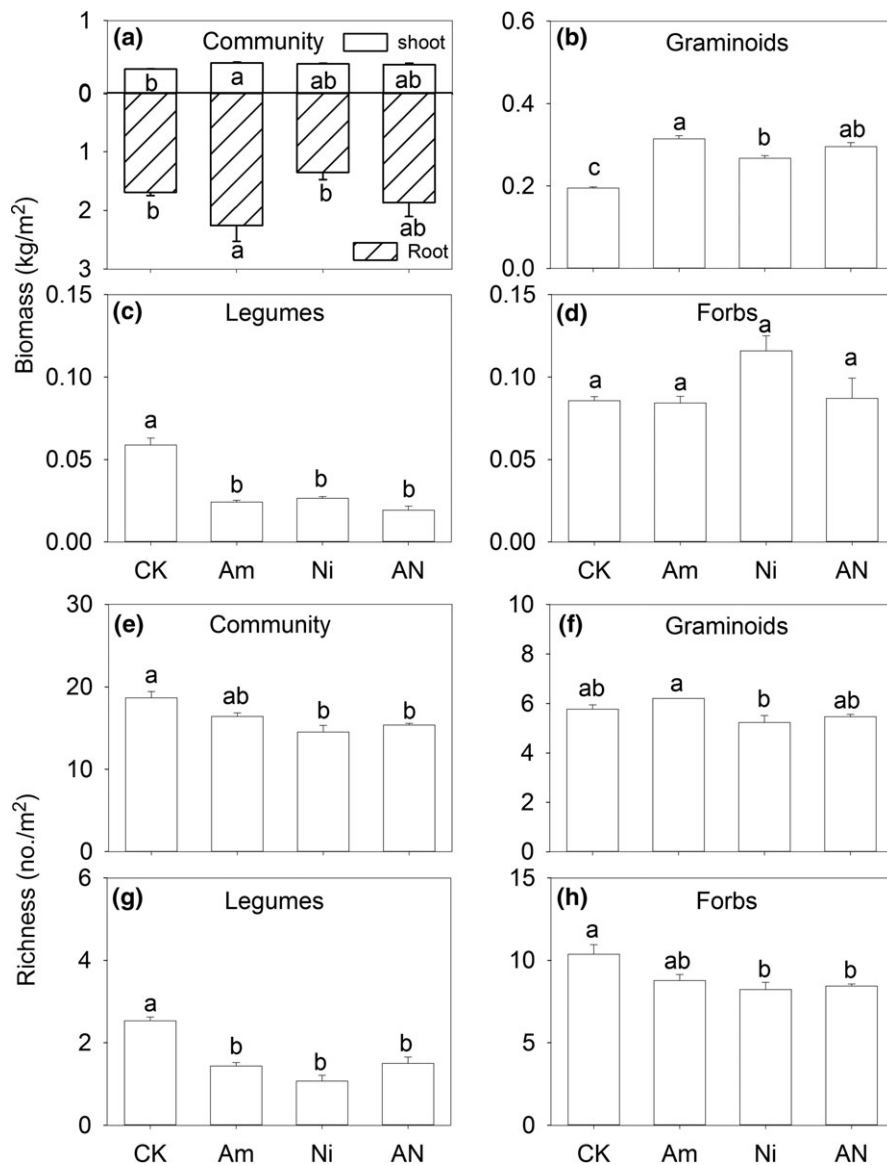 Biomass (kg/m²)
(a) Community shoot
1
0
1
2
3
b a ab ab
b a b ab
Root
(b) Graminoids
0.6
0.4
0.2
0.0
c a b ab
(c) Legumes
0.15
0.10
0.05
0.00
a b b b
CK Am Ni AN
(d) Forbs
0.15
0.10
0.05
0.00
a a a a
CK Am Ni AN
Richness (no./m²)
(e) Community
30
20
10
0
a ab b b
(f) Graminoids
10
8
6
4
2
0
ab a b ab
(g) Legumes
6
4
2
0
a b b b
CK Am Ni AN
(h) Forbs
15
10
5
0
a ab b b
CK Am Ni AN